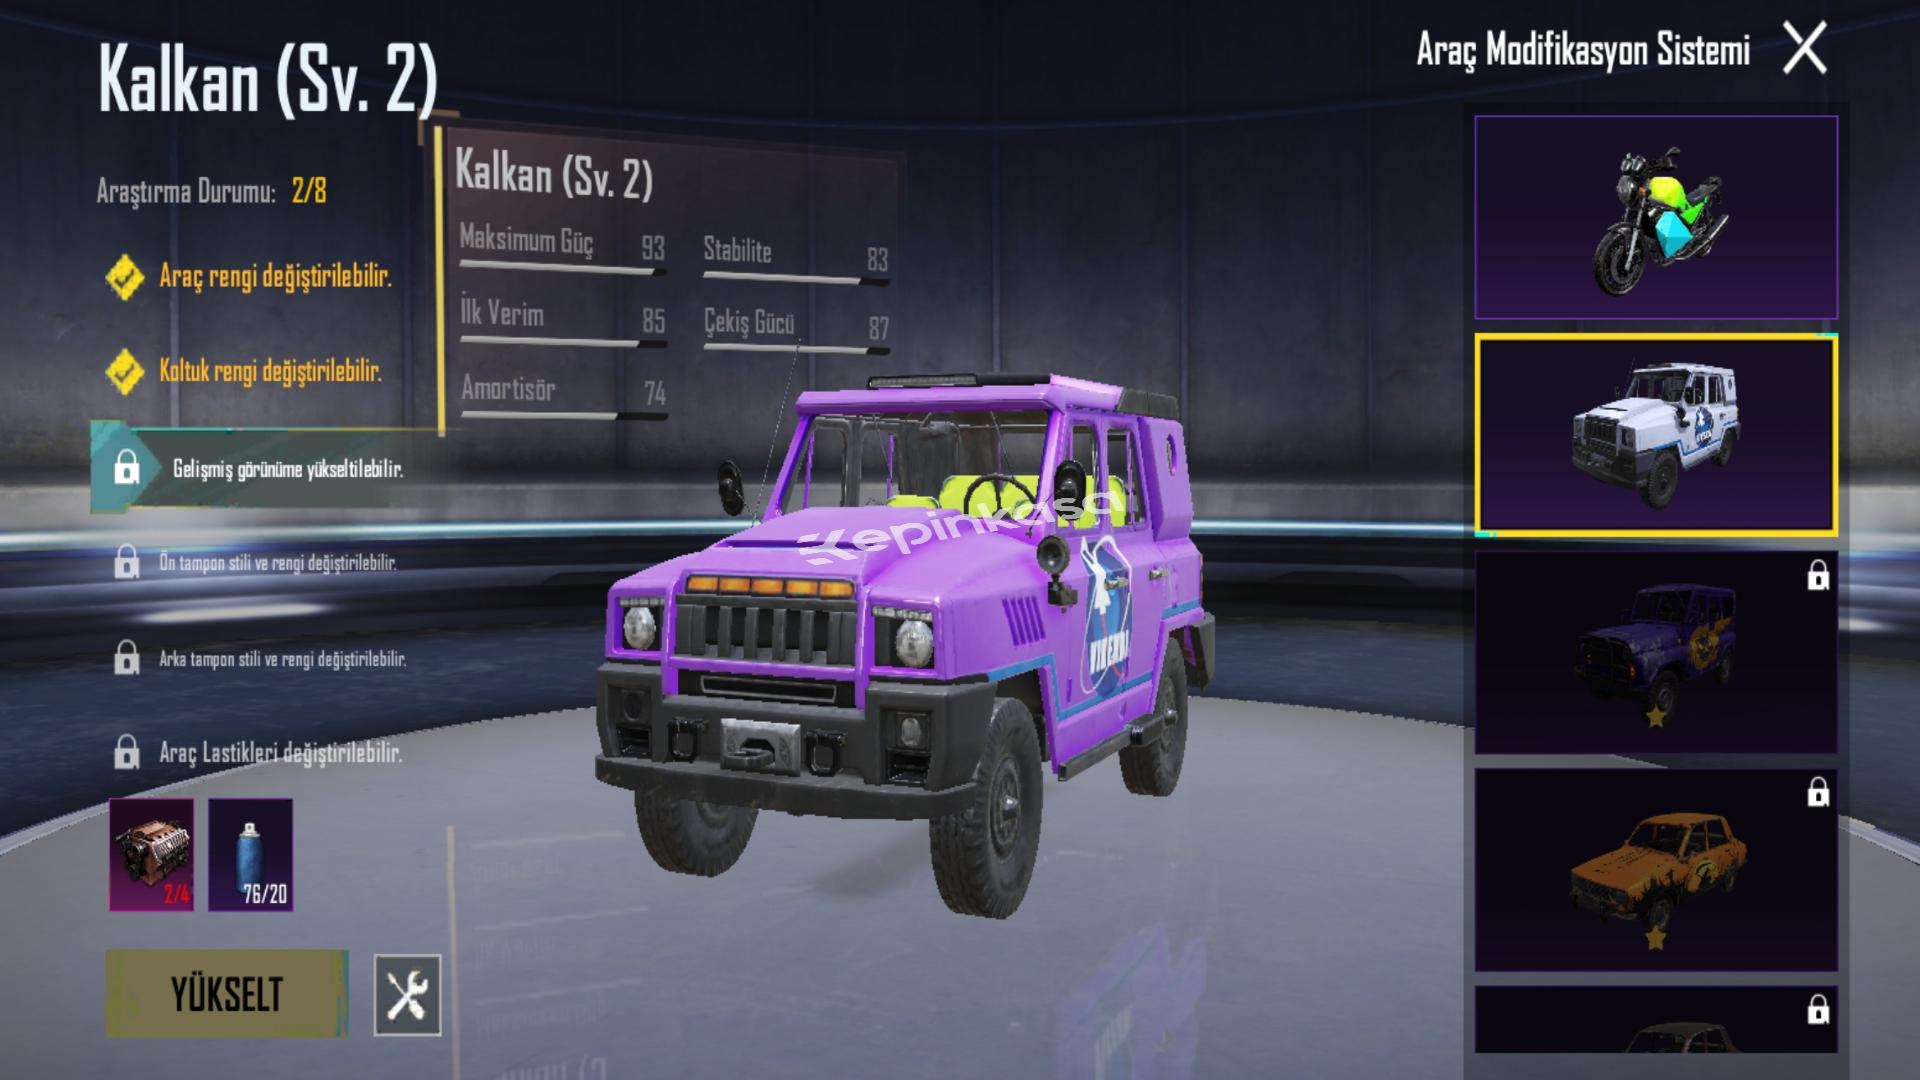 Kalkan (Sv. 2)
Araç Modifikasyon Sistemi
Araştırma Durumu: 2/8
Araç rengi değiştirilebilir.
Koltuk rengi değiştirilebilir.
Gelişmiş görünüme yükseltilebilir.
Ön tampon stili ve rengi değiştirilebilir.
Arka tampon stili ve rengi değiştirilebilir.
Araç Lastikleri değiştirilebilir.
2/4
76/20
YÜKSELT
Kalkan (Sv. 2)
Maksimum Güç 93
Stabilite 83
İlk Verim 85
Çekiş Gücü 87
Amortisör 74
epinkasa
VIKENDI